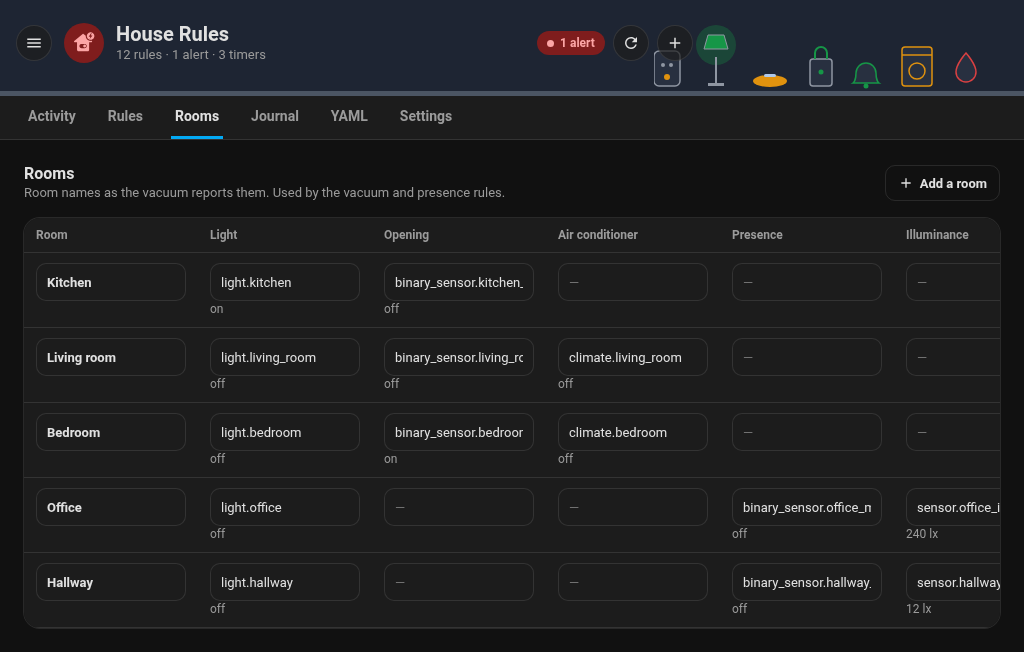 House Rules
12 rules · 1 alert · 3 timers
1 alert
Activity Rules Rooms Journal YAML Settings
Rooms
Room names as the vacuum reports them. Used by the vacuum and presence rules.
Add a room
Room Light Opening Air conditioner Presence Illuminance
Kitchen light.kitchen binary_sensor.kitchen_ — — —
on off
Living room light.living_room binary_sensor.living_ro climate.living_room — —
off off off
Bedroom light.bedroom binary_sensor.bedroor climate.bedroom — —
off on off
Office light.office — — binary_sensor.office_n sensor.office_i
off off 240 lx
Hallway light.hallway — — binary_sensor.hallway. sensor.hallway
off off 12 lx